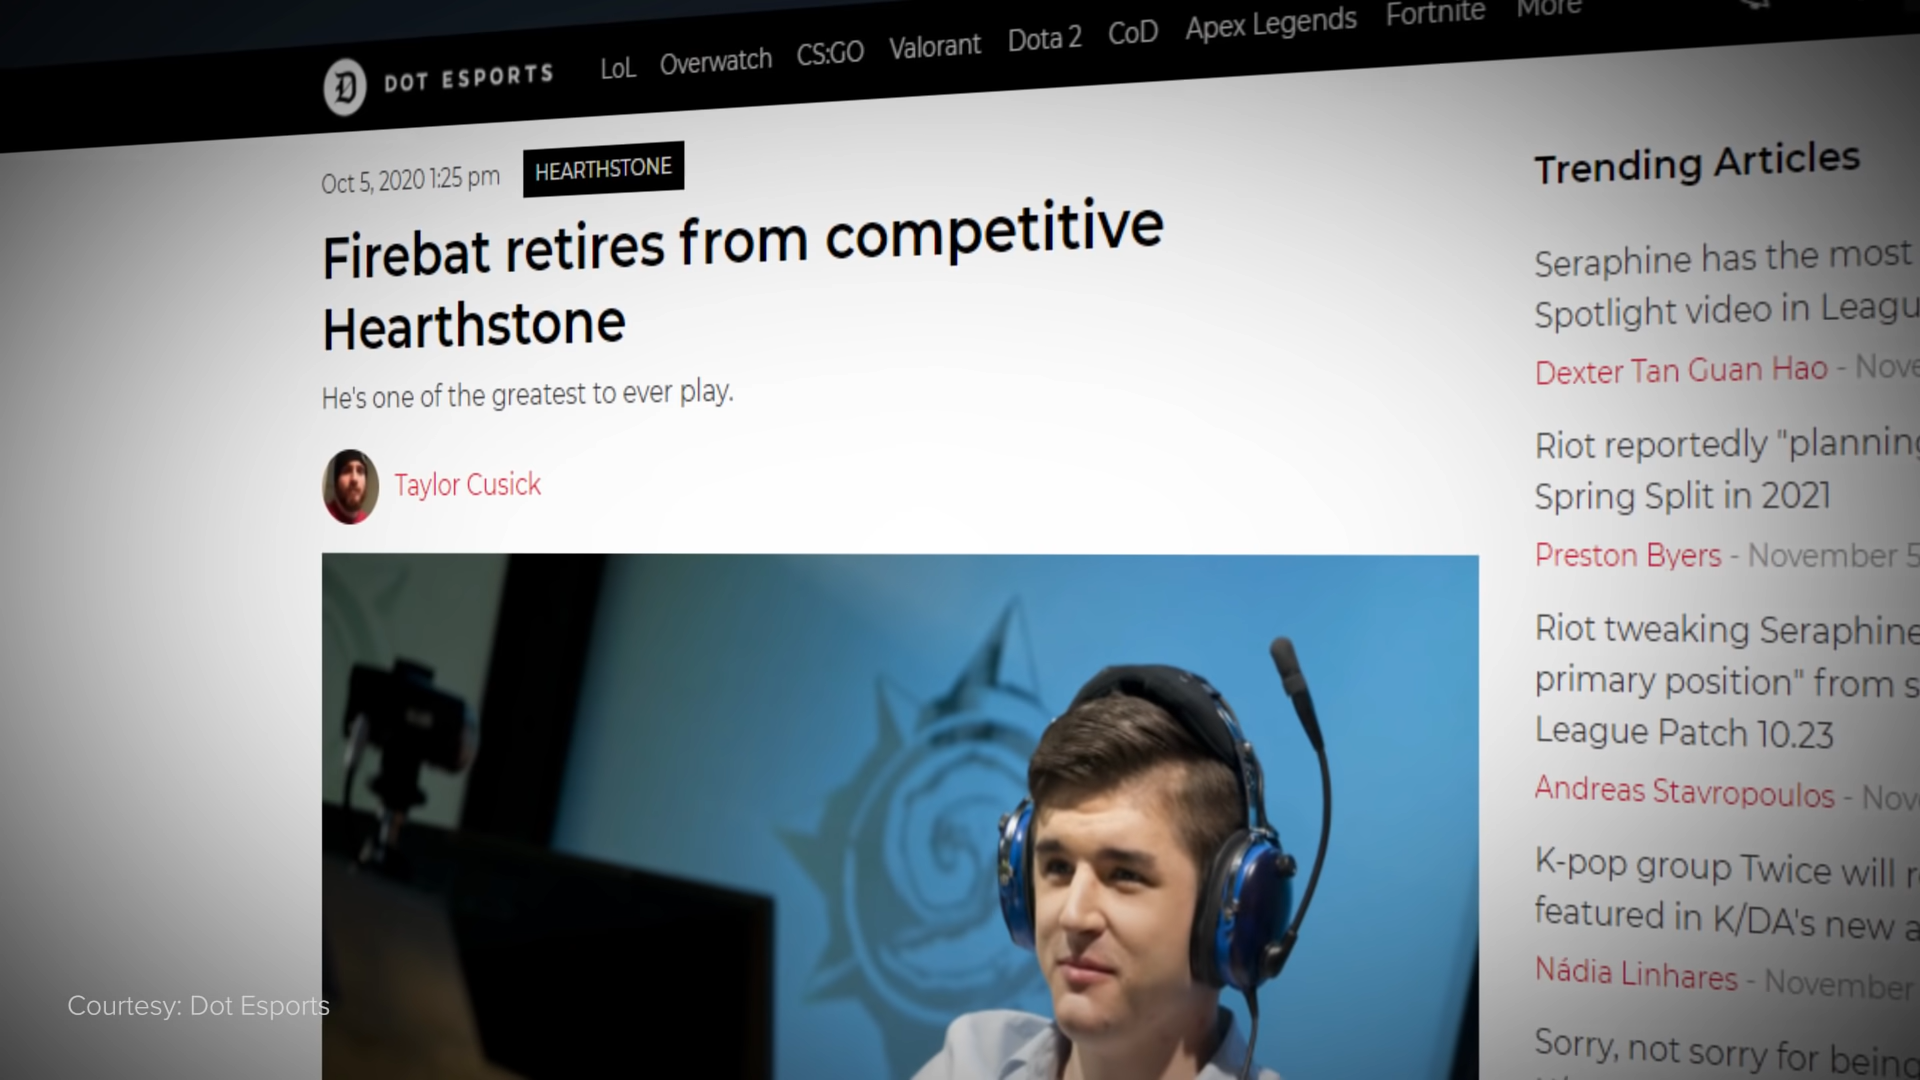 DOT ESPORTS LoL Overwatch CS:GO Valorant Dota 2 CoD Apex Legends Fortnite More
Oct 5, 2020 1:25 pm HEARTHSTONE
Firebat retires from competitive
Hearthstone
He's one of the greatest to ever play.
Taylor Cusick
Trending Articles
Seraphine has the most
Spotlight video in Leagu
Dexter Tan Guan Hao - Nove
Riot reportedly "planning
Spring Split in 2021
Preston Byers - November 5
Riot tweaking Seraphine
primary position" from s
League Patch 10.23
Andreas Stavropoulos - Nov
K-pop group Twice will r
featured in K/DA's new a
Nádia Linhares - November
Sorry, not sorry for being
Courtesy: Dot Esports